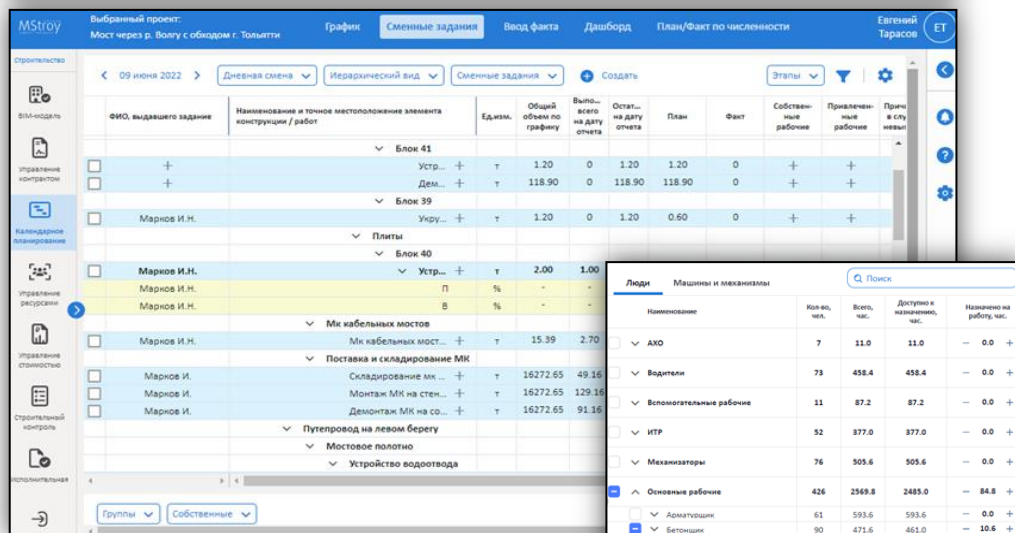 MStroy
Выбранный проект:
Мост через р. Волгу с обходом г. Тольятти
График Сменные задания Ввод факта Дашборд План/Факт по численности
Евгений
Тарасов
ЕТ
Строительство
BIM-модель
Управление
контрактом
Календарное
планирование
Управление
ресурсами
Управление
стоимостью
Строительный
контроль
Исполнительная
09 июня 2022 Дневная смена Иерархический вид Сменные задания Создать Этапы
ФИО, выдавшего задание
Наименование и точное местоположение элемента
конструкции / работ
Ед.изм.
Общий
объем по
графику
Выпо...
всего
на дату
отчета
Остат...
на дату
отчета
План
Факт
Собствен-
ные
рабочие
Привлечен-
ные
рабочие
Причи
в слу
невып
Блок 41
+ Устр... + т 1.20 0 1.20 1.20 0 + +
+ Дем... + т 118.90 0 118.90 118.90 0 + +
Блок 39
Марков И.Н. Укру... + т 1.20 0 1.20 0.60 0 + +
Плиты
Блок 40
Марков И.Н. Устр... + т 2.00 1.00
Марков И.Н. П % - -
Марков И.Н. В % - -
Мк кабельных мостов
Марков И.Н. Мк кабельных мост... + т 15.39 2.70
Поставка и складирование МК
Марков И. Складирование мк ... + т 16272.65 49.16
Марков И. Монтаж МК на стен... + т 16272.65 129.16
Марков И. Демонтаж МК на со... + т 16272.65 91.16
Путепровод на левом берегу
Мостовое полотно
Устройство водоотвода
Группы Собственные
Люди Машины и механизмы Поиск
Наименование
Кол-во,
чел.
Всего,
час.
Доступно к
назначению,
час.
Назначено на
работу, час.
АХО 7 11.0 11.0 — 0.0 +
Водители 73 458.4 458.4 — 0.0 +
Вспомогательные рабочие 11 87.2 87.2 — 0.0 +
ИТР 52 377.0 377.0 — 0.0 +
Механизаторы 76 505.6 505.6 — 0.0 +
Основные рабочие 426 2569.8 2485.0 — 84.8 +
Арматурщик 61 593.6 593.6 — 0.0 +
Бетонщик 90 471.6 461.0 — 10.6 +